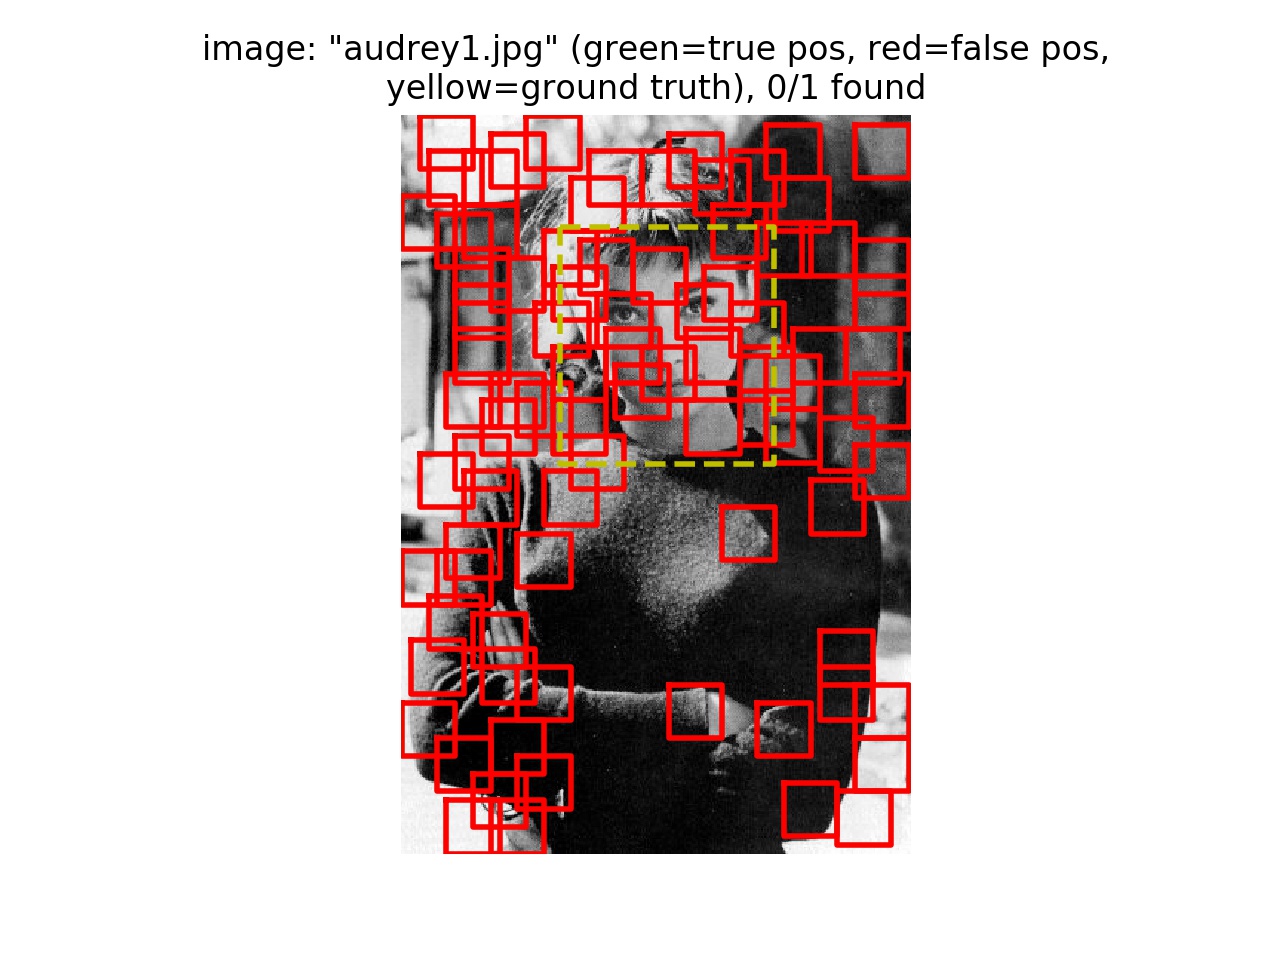 image: "audrey1.jpg" (green=true pos, red=false pos,
yellow=ground truth), 0/1 found